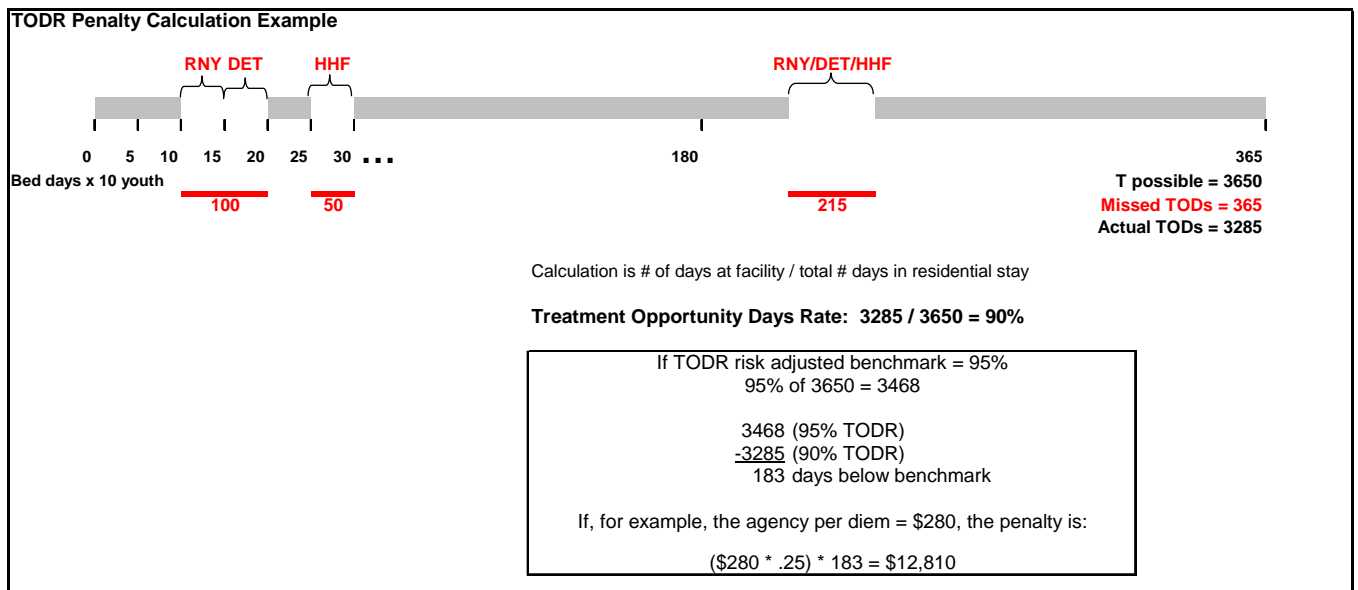 TODR Penalty Calculation Example
RNY DET HHF RNY/DET/HHF
0 5 10 15 20 25 30 ... 180 365
Bed days x 10 youth T possible = 3650
100 50 215 Missed TODs = 365
Actual TODs = 3285
Calculation is # of days at facility / total # days in residential stay
Treatment Opportunity Days Rate: 3285 / 3650 = 90%
If TODR risk adjusted benchmark = 95%
95% of 3650 = 3468
3468 (95% TODR)
-3285 (90% TODR)
183 days below benchmark
If, for example, the agency per diem = $280, the penalty is:
($280 * .25) * 183 = $12,810